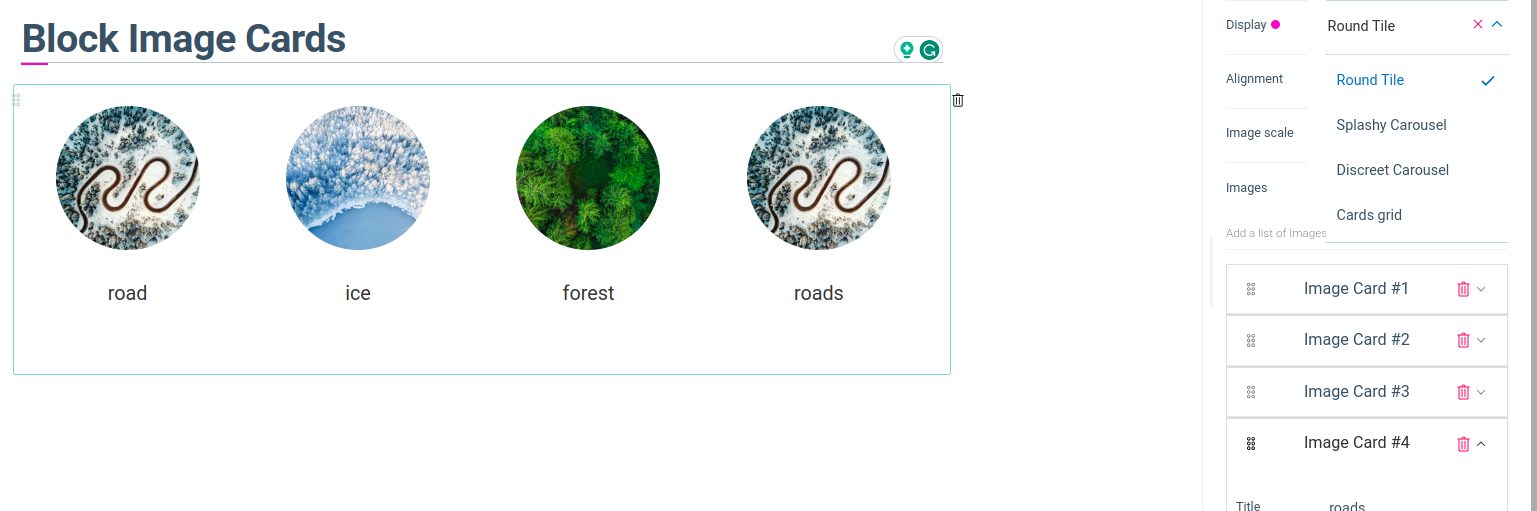 Block Image Cards
road
ice
forest
roads
Display
Round Tile
Alignment
Round Tile
Splashy Carousel
Image scale
Discreet Carousel
Images
Cards grid
Add a list of Images
Image Card #1
Image Card #2
Image Card #3
Image Card #4
Title
roads